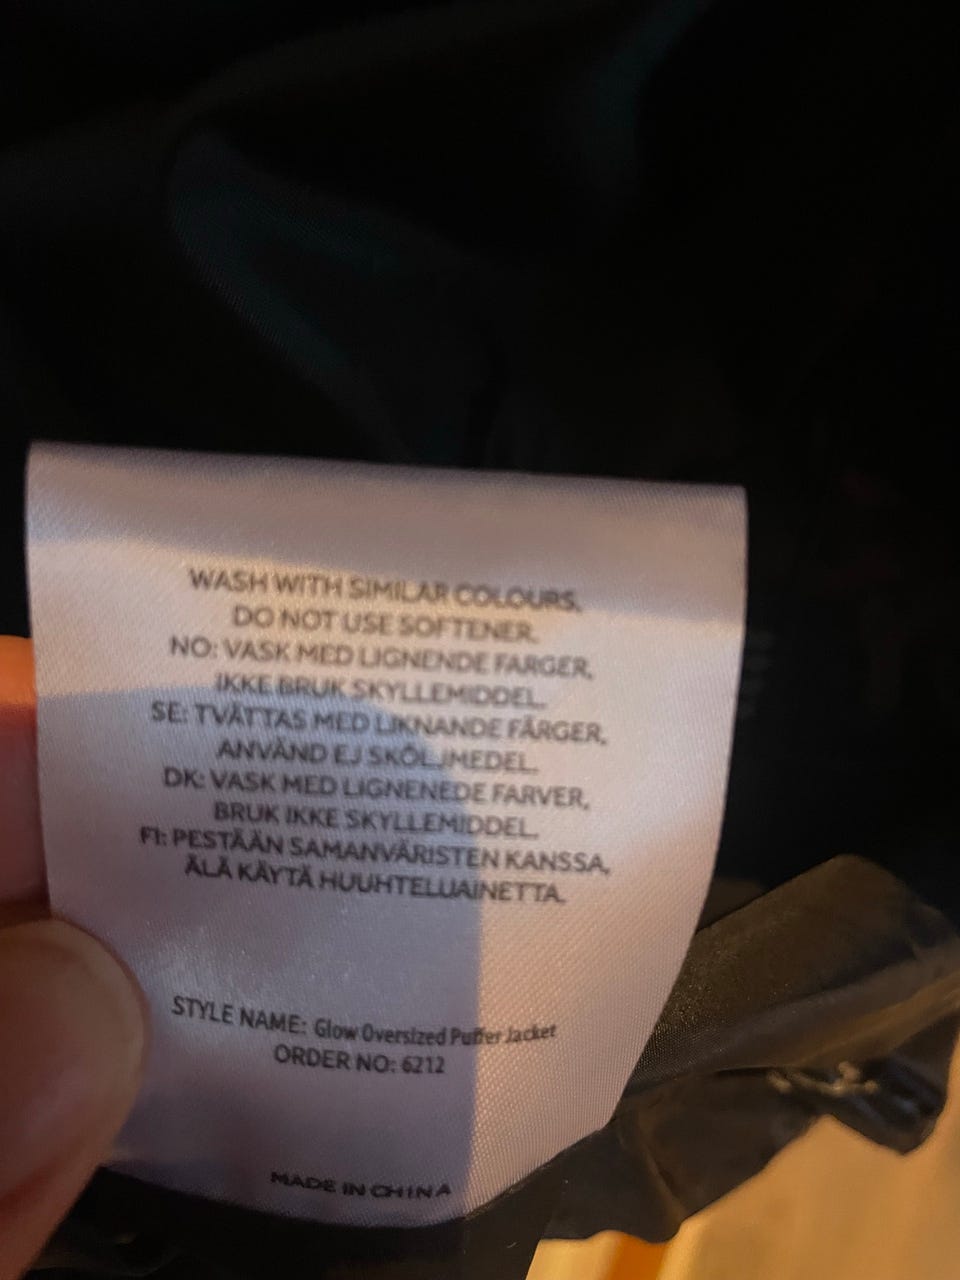 WASH WITH SIMILAR COLOURS,
DO NOT USE SOFTENER.
NO: VASK MED LIGNENDE FARGER,
IKKE BRUK SKYLLEMIDDEL.
SE: TVÄTTAS MED LIKNANDE FÄRGER,
ANVÄND EJ SKÖLJMEDEL.
DK: VASK MED LIGNENEDE FARVER,
BRUK IKKE SKYLLEMIDDEL.
FI: PESTÄÄN SAMANVÄRISTEN KANSSA,
ÄLÄ KÄYTÄ HUUHTELUAINETTA.
STYLE NAME: Glow Oversized Puffer Jacket
ORDER NO: 6212
MADE IN CHINA